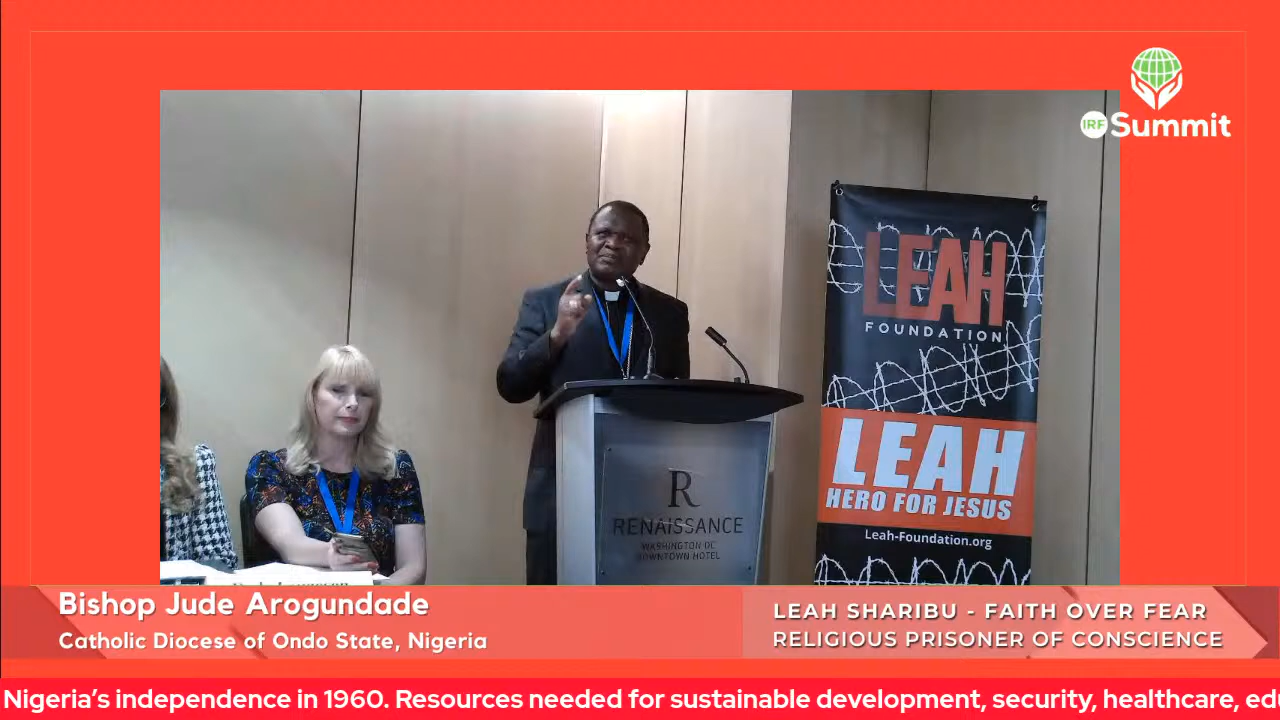 IRF Summit
LEAH
FOUNDATION
LEAH
HERO FOR JESUS
Leah-Foundation.org
R
RENAISSANCE
WASHINGTON DC
DOWNTOWN HOTEL
Bishop Jude Arogundade
Catholic Diocese of Ondo State, Nigeria
LEAH SHARIBU - FAITH OVER FEAR
RELIGIOUS PRISONER OF CONSCIENCE
Nigeria's independence in 1960. Resources needed for sustainable development, security, healthcare, edu